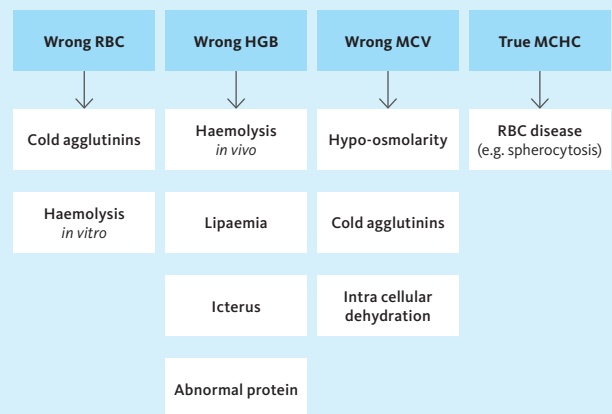 Wrong RBC
Wrong HGB
Wrong MCV
True MCHC
Cold agglutinins
Haemolysis
in vivo
Hypo-osmolarity
RBC disease
(e.g. spherocytosis)
Haemolysis
in vitro
Lipaemia
Cold agglutinins
Icterus
Intra cellular
dehydration
Abnormal protein